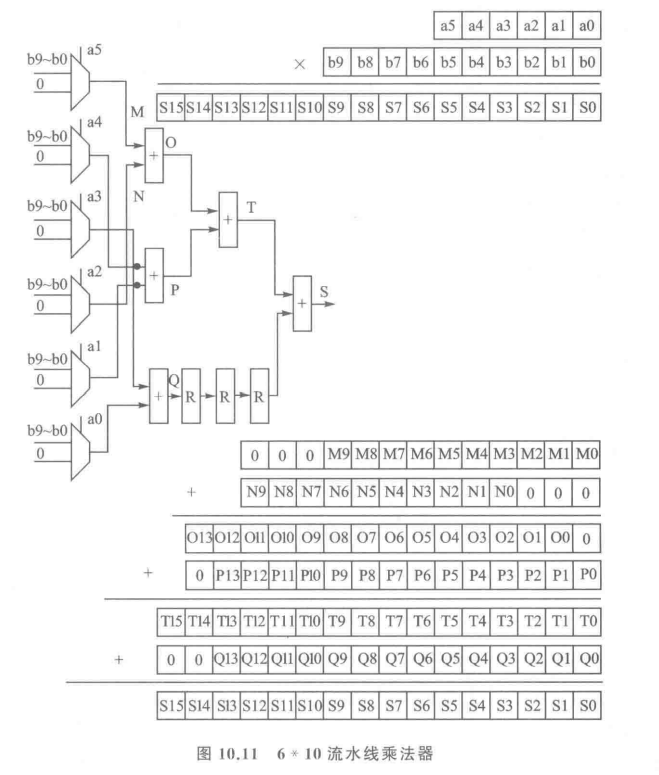 a5 a4 a3 a2 a1 a0
× b9 b8 b7 b6 b5 b4 b3 b2 b1 b0
S15 S14 S13 S12 S11 S10 S9 S8 S7 S6 S5 S4 S3 S2 S1 S0
a5
b9~b0
0
a4
b9~b0
0
a3
b9~b0
0
a2
b9~b0
0
a1
b9~b0
0
a0
b9~b0
0
M
N
+
O
+
P
+
Q
R
R
R
+
T
+
S
0 0 0 M9 M8 M7 M6 M5 M4 M3 M2 M1 M0
+ N9 N8 N7 N6 N5 N4 N3 N2 N1 N0 0 0 0
O13 O12 O11 O10 O9 O8 O7 O6 O5 O4 O3 O2 O1 O0 0
+ 0 P13 P12 P11 P10 P9 P8 P7 P6 P5 P4 P3 P2 P1 P0
T15 T14 T13 T12 T11 T10 T9 T8 T7 T6 T5 T4 T3 T2 T1 T0
+ 0 0 Q13 Q12 Q11 Q10 Q9 Q8 Q7 Q6 Q5 Q4 Q3 Q2 Q1 Q0
S15 S14 S13 S12 S11 S10 S9 S8 S7 S6 S5 S4 S3 S2 S1 S0
图 10.11 6 * 10 流水线乘法器